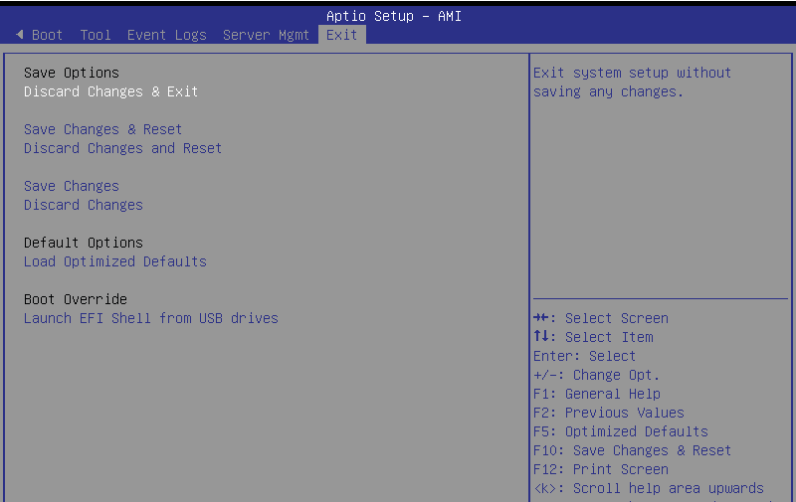 Aptio Setup – AMI
Boot Tool Event Logs Server Mgmt Exit
Save Options
Discard Changes & Exit
Save Changes & Reset
Discard Changes and Reset
Save Changes
Discard Changes
Default Options
Load Optimized Defaults
Boot Override
Launch EFI Shell from USB drives
Exit system setup without
saving any changes.
→←: Select Screen
↑↓: Select Item
Enter: Select
+/-: Change Opt.
F1: General Help
F2: Previous Values
F5: Optimized Defaults
F10: Save Changes & Reset
F12: Print Screen
<k>: Scroll help area upwards